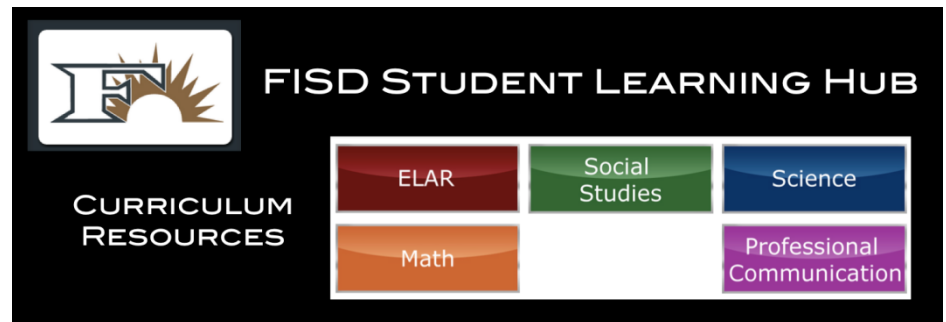 F
FISD STUDENT LEARNING HUB
CURRICULUM
RESOURCES
ELAR
Social
Studies
Science
Math
Professional
Communication